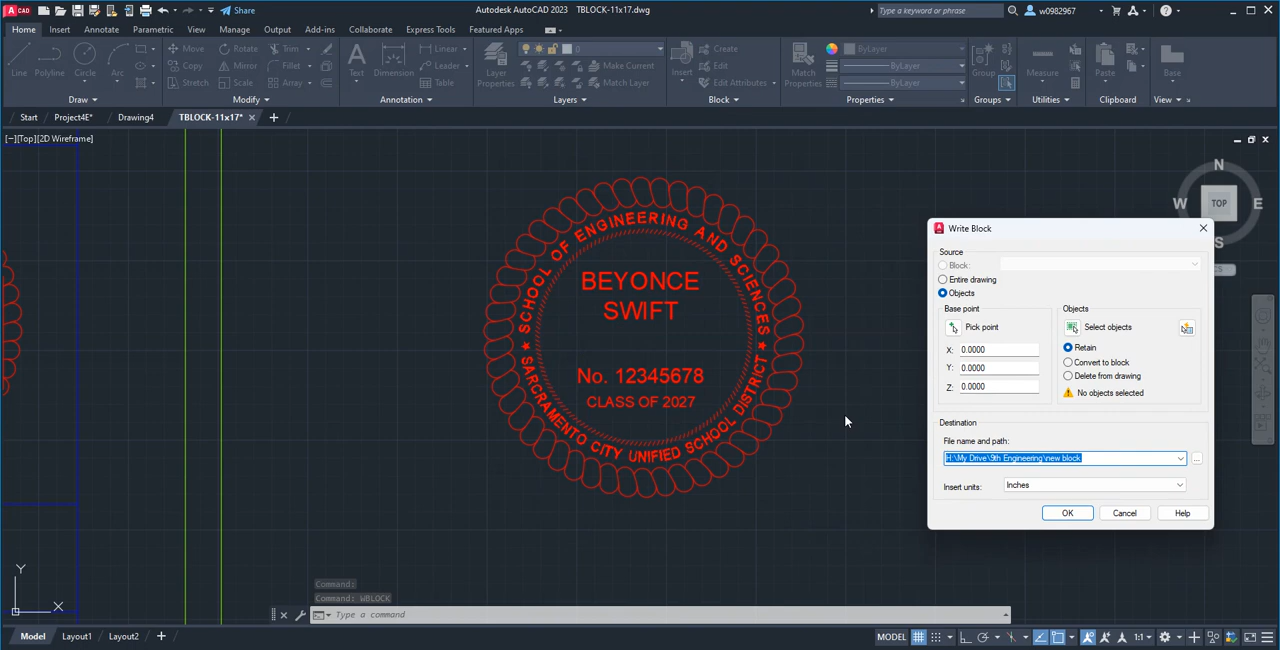 CAD
Share
Autodesk AutoCAD 2023 TBLOCK-11x17.dwg
Type a keyword or phrase
w0982967
Home Insert Annotate Parametric View Manage Output Add-ins Collaborate Express Tools Featured Apps
Line Polyline Circle Arc
Move Rotate Trim
Copy Mirror Fillet
Stretch Scale Array
Text Dimension
Linear
Leader
Table
Layer Properties
0
Make Current
Match Layer
Insert
Create
Edit
Edit Attributes
Match Properties
ByLayer
ByLayer
ByLayer
Group
Measure
Paste
Base
Draw Modify Annotation Layers Block Properties Groups Utilities Clipboard View
Start Project4E* Drawing4 TBLOCK-11x17*
[−][Top][2D Wireframe]
N
W TOP E
S
SCHOOL OF ENGINEERING AND SCIENCES
BEYONCE
SWIFT
No. 12345678
CLASS OF 2027
★ SARCRAMENTO CITY UNIFIED SCHOOL DISTRICT ★
Write Block
Source
Block:
Entire drawing
Objects
Base point
Pick point
X: 0.0000
Y: 0.0000
Z: 0.0000
Objects
Select objects
Retain
Convert to block
Delete from drawing
No objects selected
Destination
File name and path:
H:\My Drive\9th Engineering\new block
...
Insert units: Inches
OK Cancel Help
Y
X
Command:
Command: WBLOCK
Type a command
Model Layout1 Layout2 +
MODEL
1:1